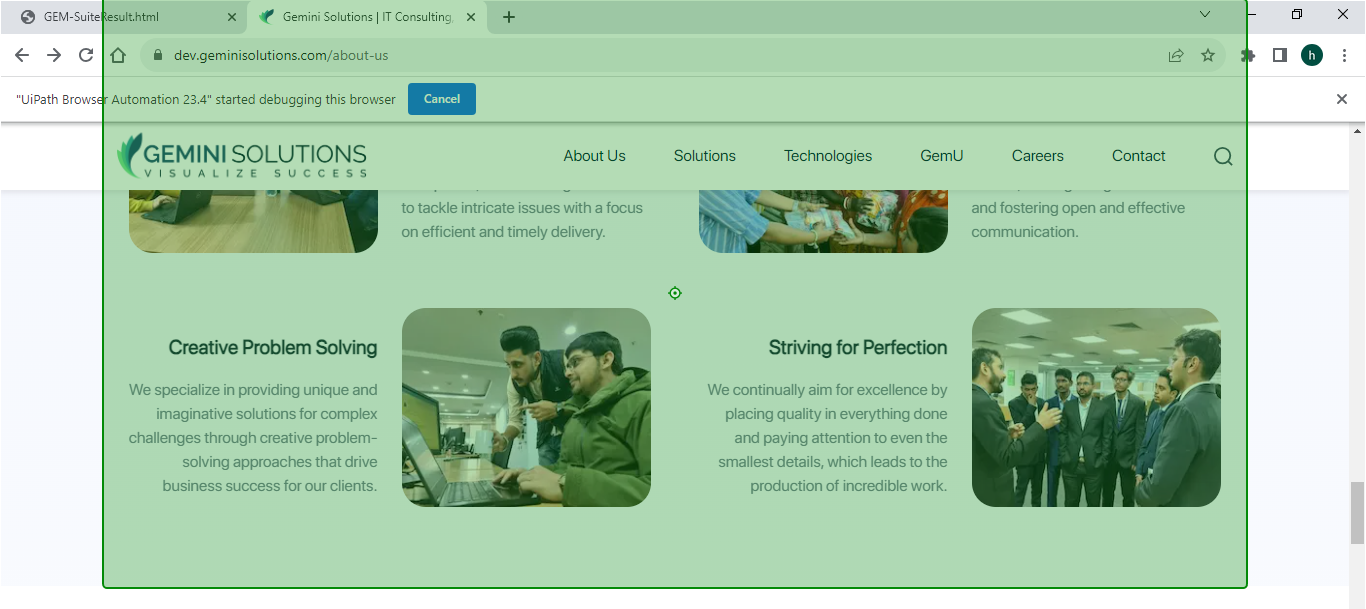 GEM-SuiteResult.html
Gemini Solutions | IT Consulting,
dev.geminisolutions.com/about-us
h
"UiPath Browser Automation 23.4" started debugging this browser
Cancel
GEMINI SOLUTIONS
VISUALIZE SUCCESS
About Us
Solutions
Technologies
GemU
Careers
Contact
to tackle intricate issues with a focus
on efficient and timely delivery.
and fostering open and effective
communication.
Creative Problem Solving
We specialize in providing unique and
imaginative solutions for complex
challenges through creative problem-
solving approaches that drive
business success for our clients.
Striving for Perfection
We continually aim for excellence by
placing quality in everything done
and paying attention to even the
smallest details, which leads to the
production of incredible work.